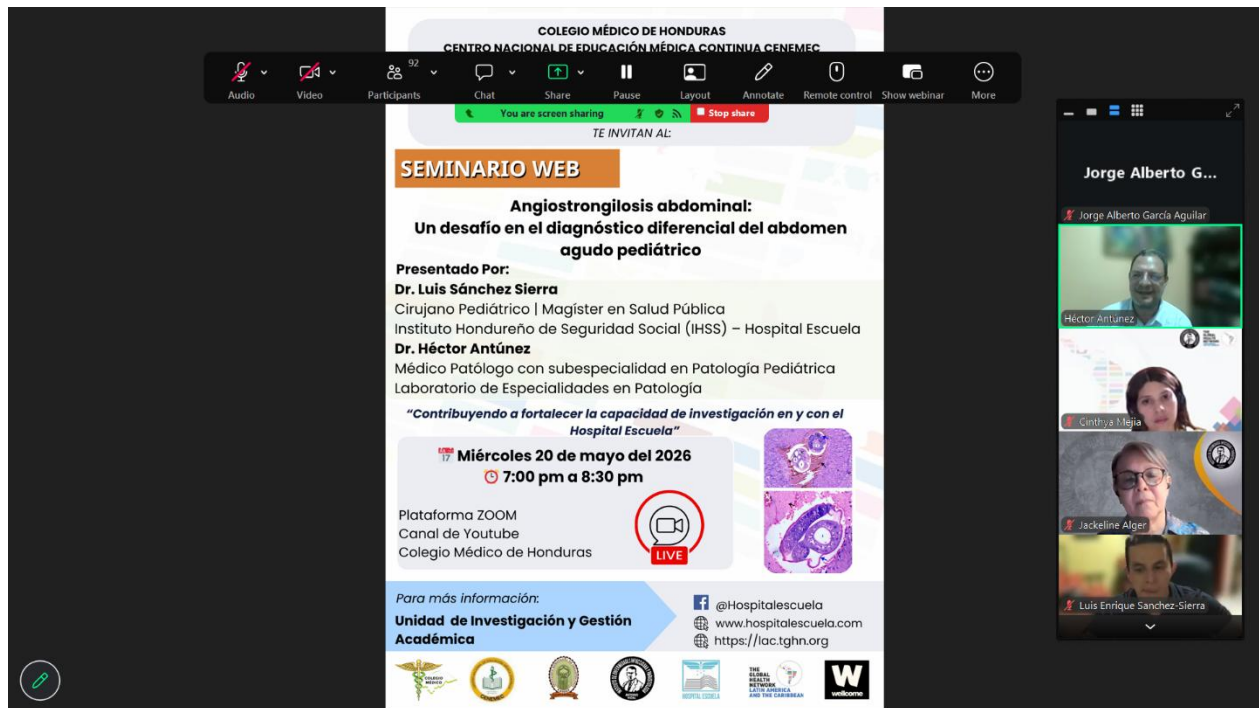 COLEGIO MÉDICO DE HONDURAS
CENTRO NACIONAL DE EDUCACIÓN MÉDICA CONTINUA CENEMEC
92
Audio
Video
Participants
Chat
Share
Pause
Layout
Annotate
Remote control
Show webinar
More
You are screen sharing
Stop share
TE INVITAN AL:
SEMINARIO WEB
Angiostrongilosis abdominal:
Un desafío en el diagnóstico diferencial del abdomen
agudo pediátrico
Presentado Por:
Dr. Luis Sánchez Sierra
Cirujano Pediátrico | Magíster en Salud Pública
Instituto Hondureño de Seguridad Social (IHSS) – Hospital Escuela
Dr. Héctor Antúnez
Médico Patólogo con subespecialidad en Patología Pediátrica
Laboratorio de Especialidades en Patología
“Contribuyendo a fortalecer la capacidad de investigación en y con el
Hospital Escuela”
17
Miércoles 20 de mayo del 2026
7:00 pm a 8:30 pm
Plataforma ZOOM
Canal de Youtube
Colegio Médico de Honduras
LIVE
Para más información:
Unidad de Investigación y Gestión
Académica
@Hospitalescuela
www.hospitalescuela.com
https://lac.tghn.org
COLEGIO
MÉDICO
CENEMEC
HOSPITAL ESCUELA
THE
GLOBAL
HEALTH
NETWORK
LATIN AMERICA
AND THE CARIBBEAN
W
wellcome
Jorge Alberto G...
Jorge Alberto García Aguilar
Héctor Antúnez
Cinthya Mejia
Jackeline Alger
Luis Enrique Sanchez-Sierra